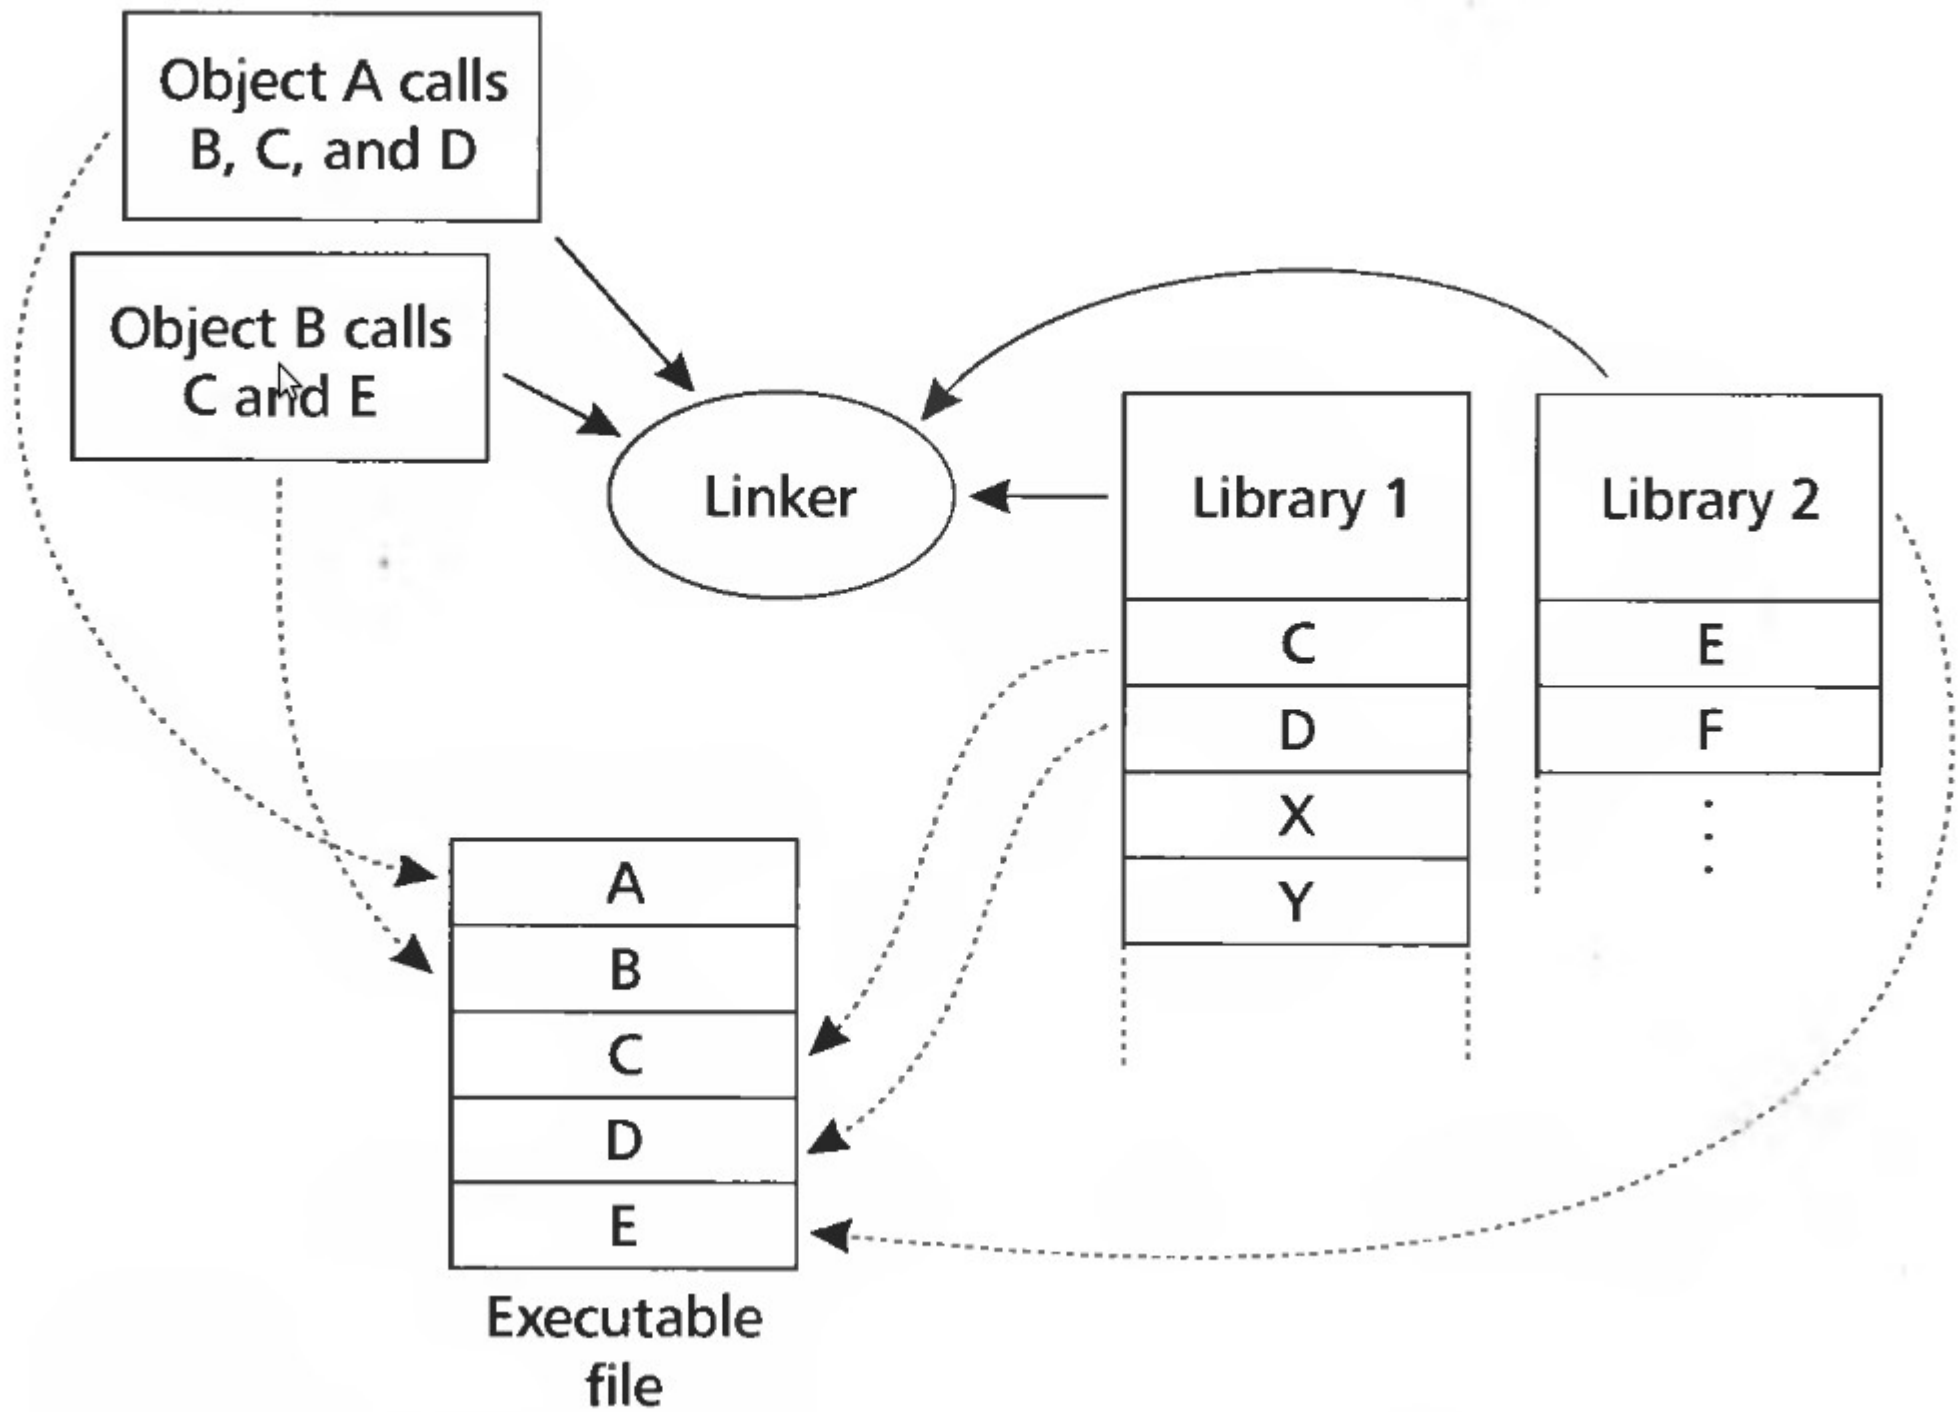 Object A calls
B, C, and D
Object B calls
C and E
Linker
Library 1
C
D
X
Y
Library 2
E
F
A
B
C
D
E
Executable
file